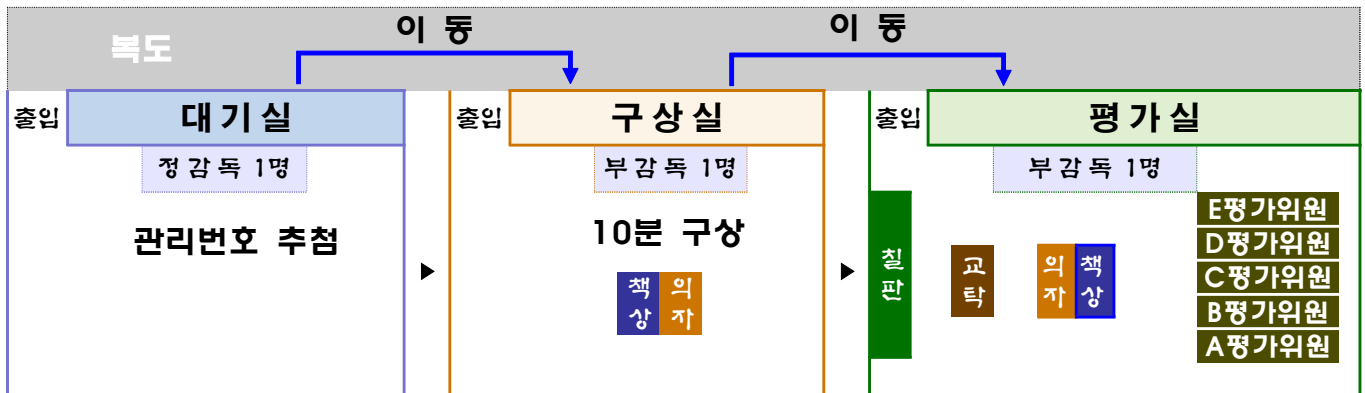 이 동
이 동
복도
출입
대 기 실
출입
구 상 실
출입
평 가 실
정 감 독 1명
부 감 독 1명
부 감 독 1명
관리번호 추첨
10분 구상
책상
의자
칠판
교탁
의자
책상
E평가위원
D평가위원
C평가위원
B평가위원
A평가위원